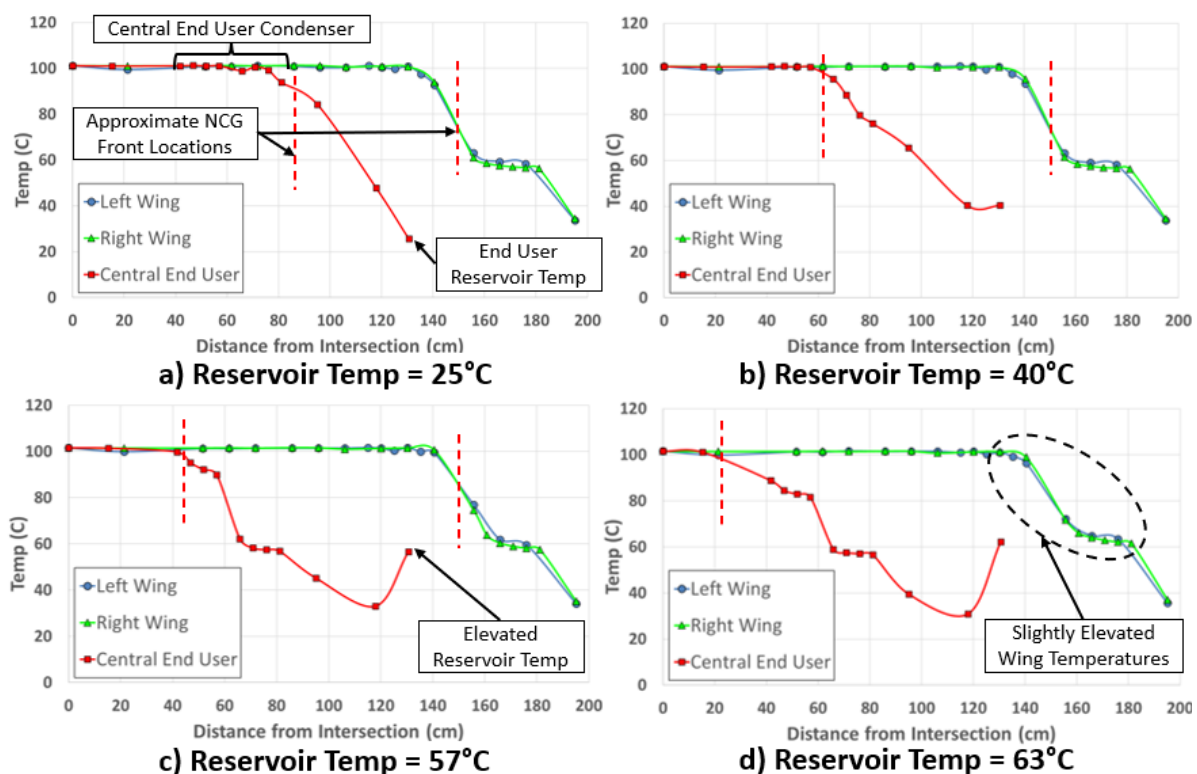 120
100
80
60
40
20
0
Temp (C)
Central End User Condenser
Approximate NCG
Front Locations
Left Wing
Right Wing
Central End User
End User
Reservoir Temp
0 20 40 60 80 100 120 140 160 180 200
Distance from Intersection (cm)
a) Reservoir Temp = 25°C
120
100
80
60
40
20
0
Temp (C)
Left Wing
Right Wing
Central End User
0 20 40 60 80 100 120 140 160 180 200
Distance from Intersection (cm)
b) Reservoir Temp = 40°C
120
100
80
60
40
20
0
Temp (C)
Left Wing
Right Wing
Central End User
Elevated
Reservoir Temp
0 20 40 60 80 100 120 140 160 180 200
Distance from Intersection (cm)
c) Reservoir Temp = 57°C
120
100
80
60
40
20
0
Temp (C)
Left Wing
Right Wing
Central End User
Slightly Elevated
Wing Temperatures
0 20 40 60 80 100 120 140 160 180 200
Distance from Intersection (cm)
d) Reservoir Temp = 63°C